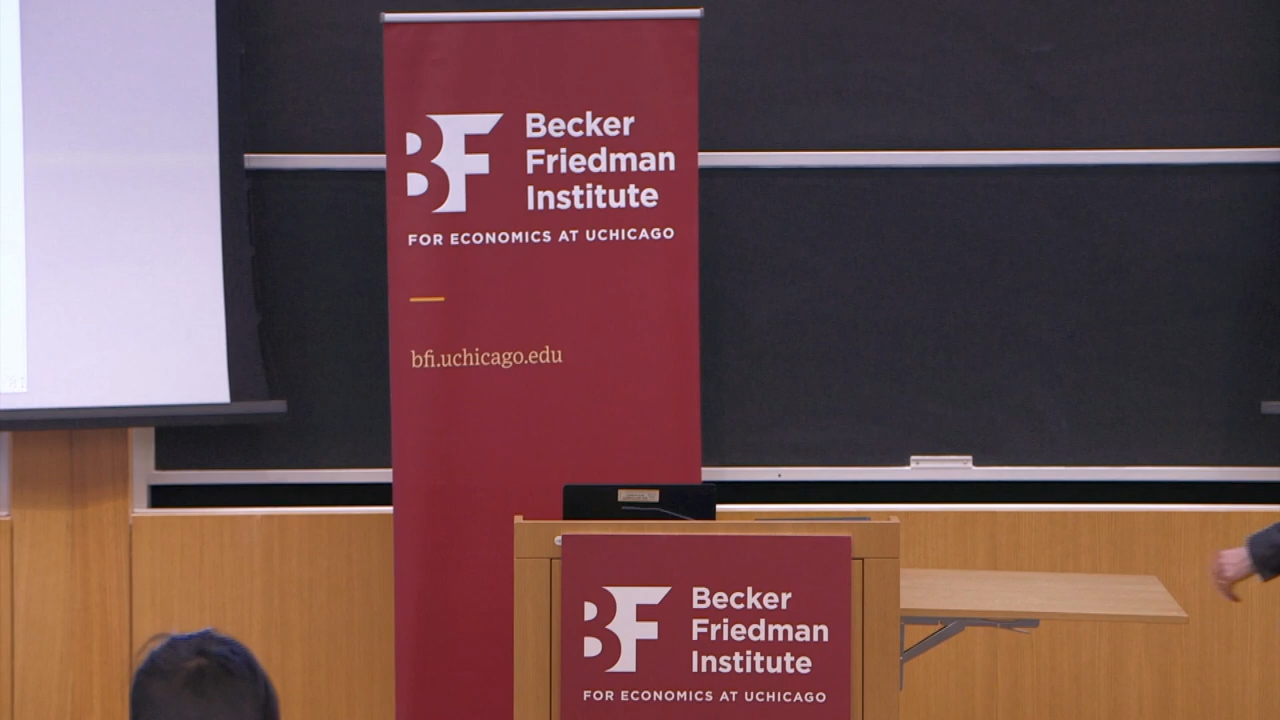 BF
Becker
Friedman
Institute
FOR ECONOMICS AT UCHICAGO
bfi.uchicago.edu
BF
Becker
Friedman
Institute
FOR ECONOMICS AT UCHICAGO